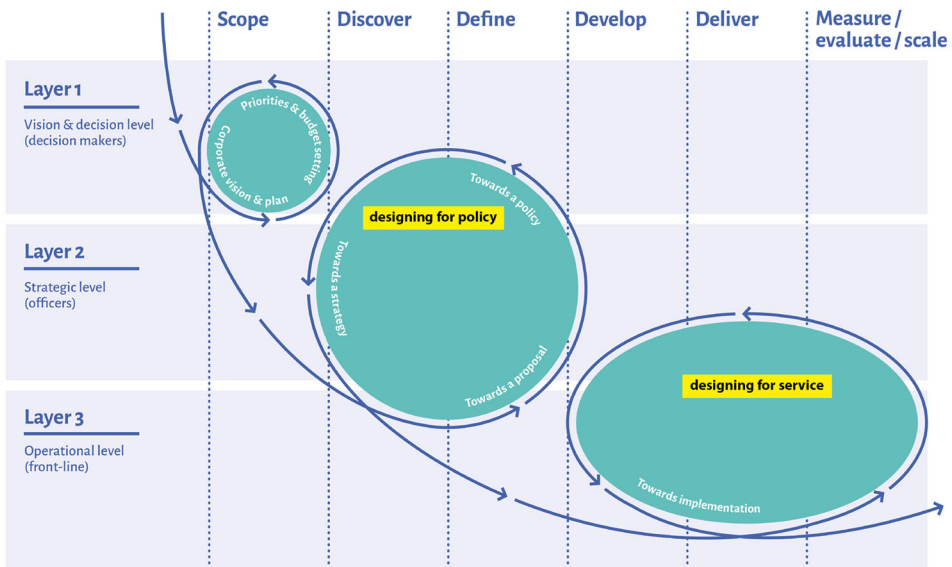 Scope
Discover
Define
Develop
Deliver
Measure /
evaluate / scale
Layer 1
Vision & decision level
(decision makers)
Priorities & budget setting
Corporate vision & plan
Layer 2
Strategic level
(officers)
Towards a policy
designing for policy
Towards a strategy
Towards a proposal
Layer 3
Operational level
(front-line)
designing for service
Towards implementation